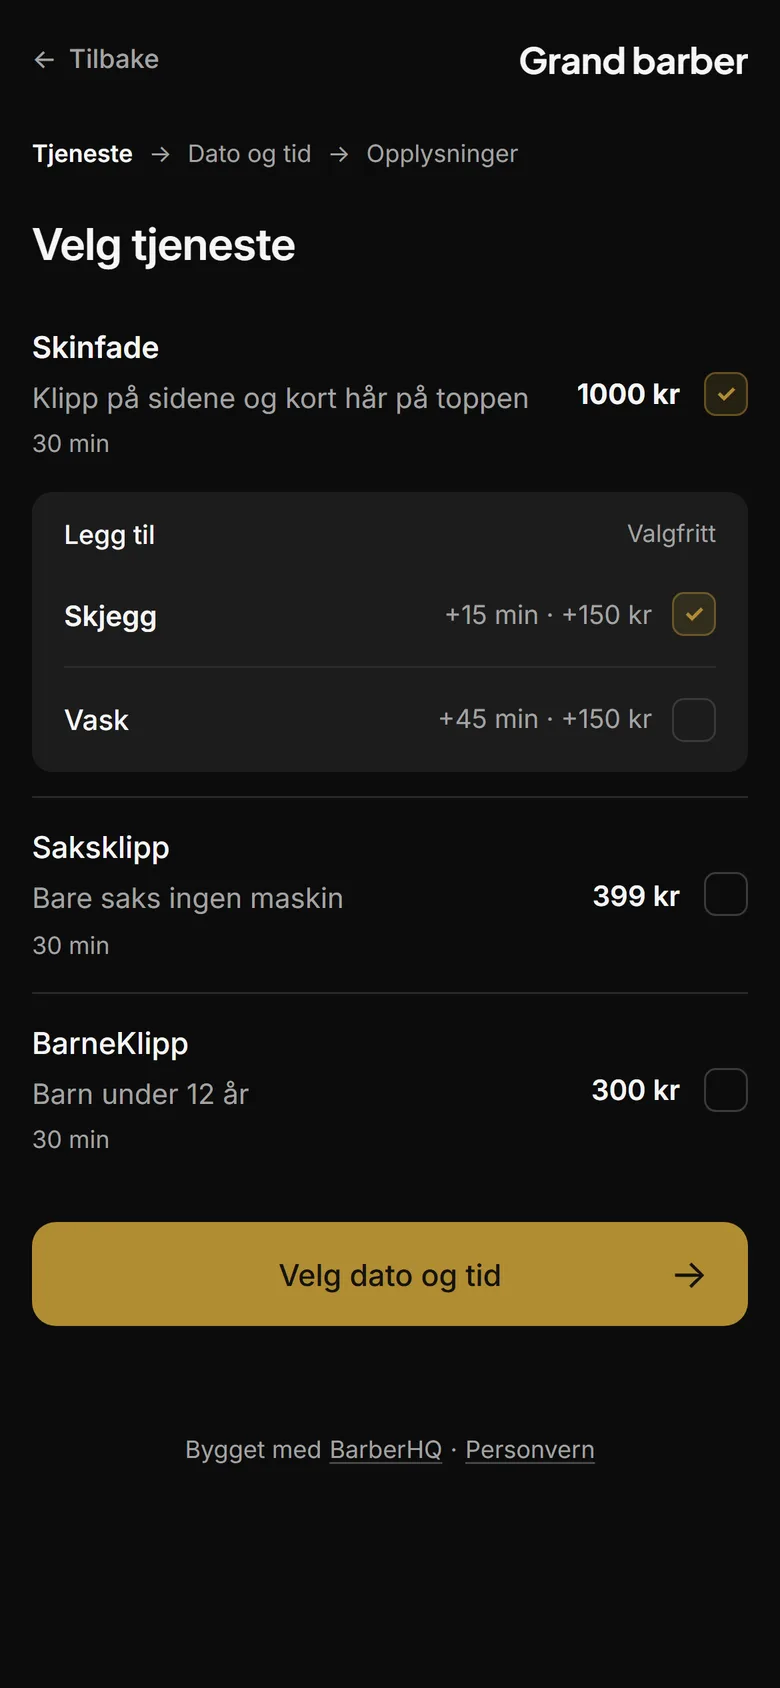 ← Tilbake
Grand barber
Tjeneste → Dato og tid → Opplysninger
Velg tjeneste
Skinfade
Klipp på sidene og kort hår på toppen
1000 kr
30 min
Legg til
Valgfritt
Skjegg
+15 min · +150 kr
Vask
+45 min · +150 kr
Saksklipp
Bare saks ingen maskin
399 kr
30 min
BarneKlipp
Barn under 12 år
300 kr
30 min
Velg dato og tid →
Bygget med BarberHQ · Personvern